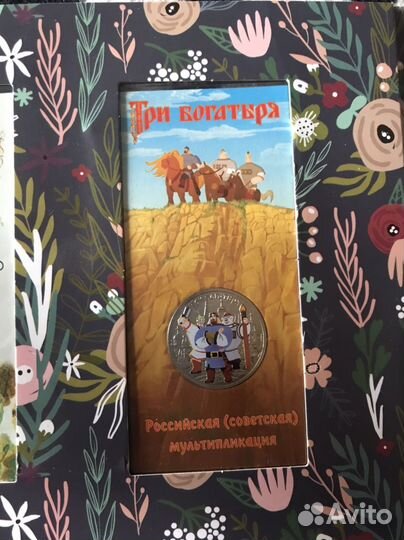 Три богатыря
Российская (советская)
мультипликация
Avito